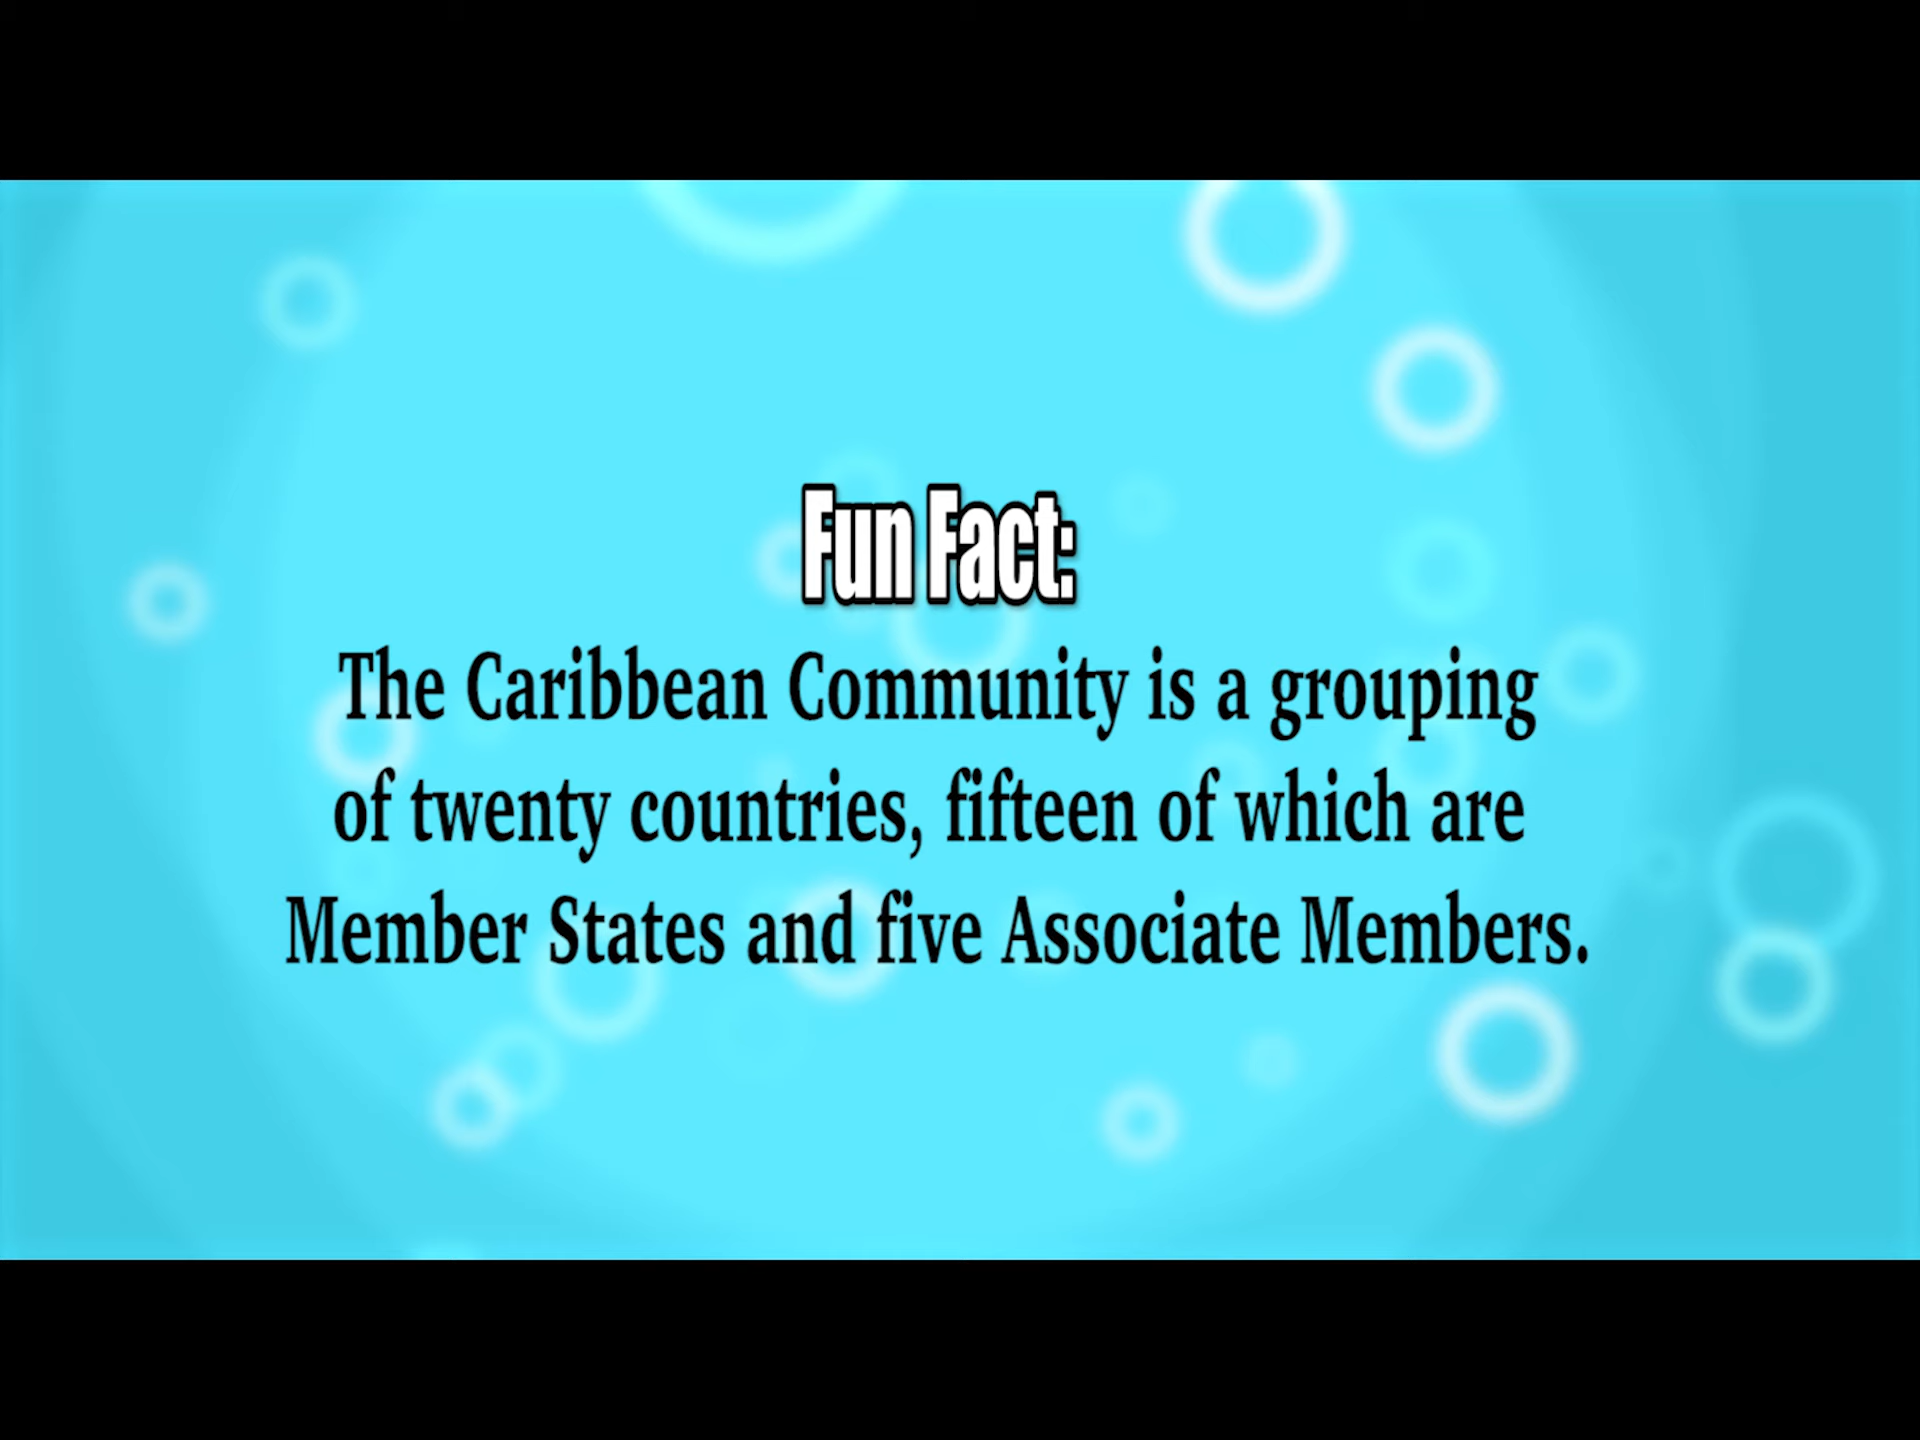 Fun Fact:
The Caribbean Community is a grouping
of twenty countries, fifteen of which are
Member States and five Associate Members.